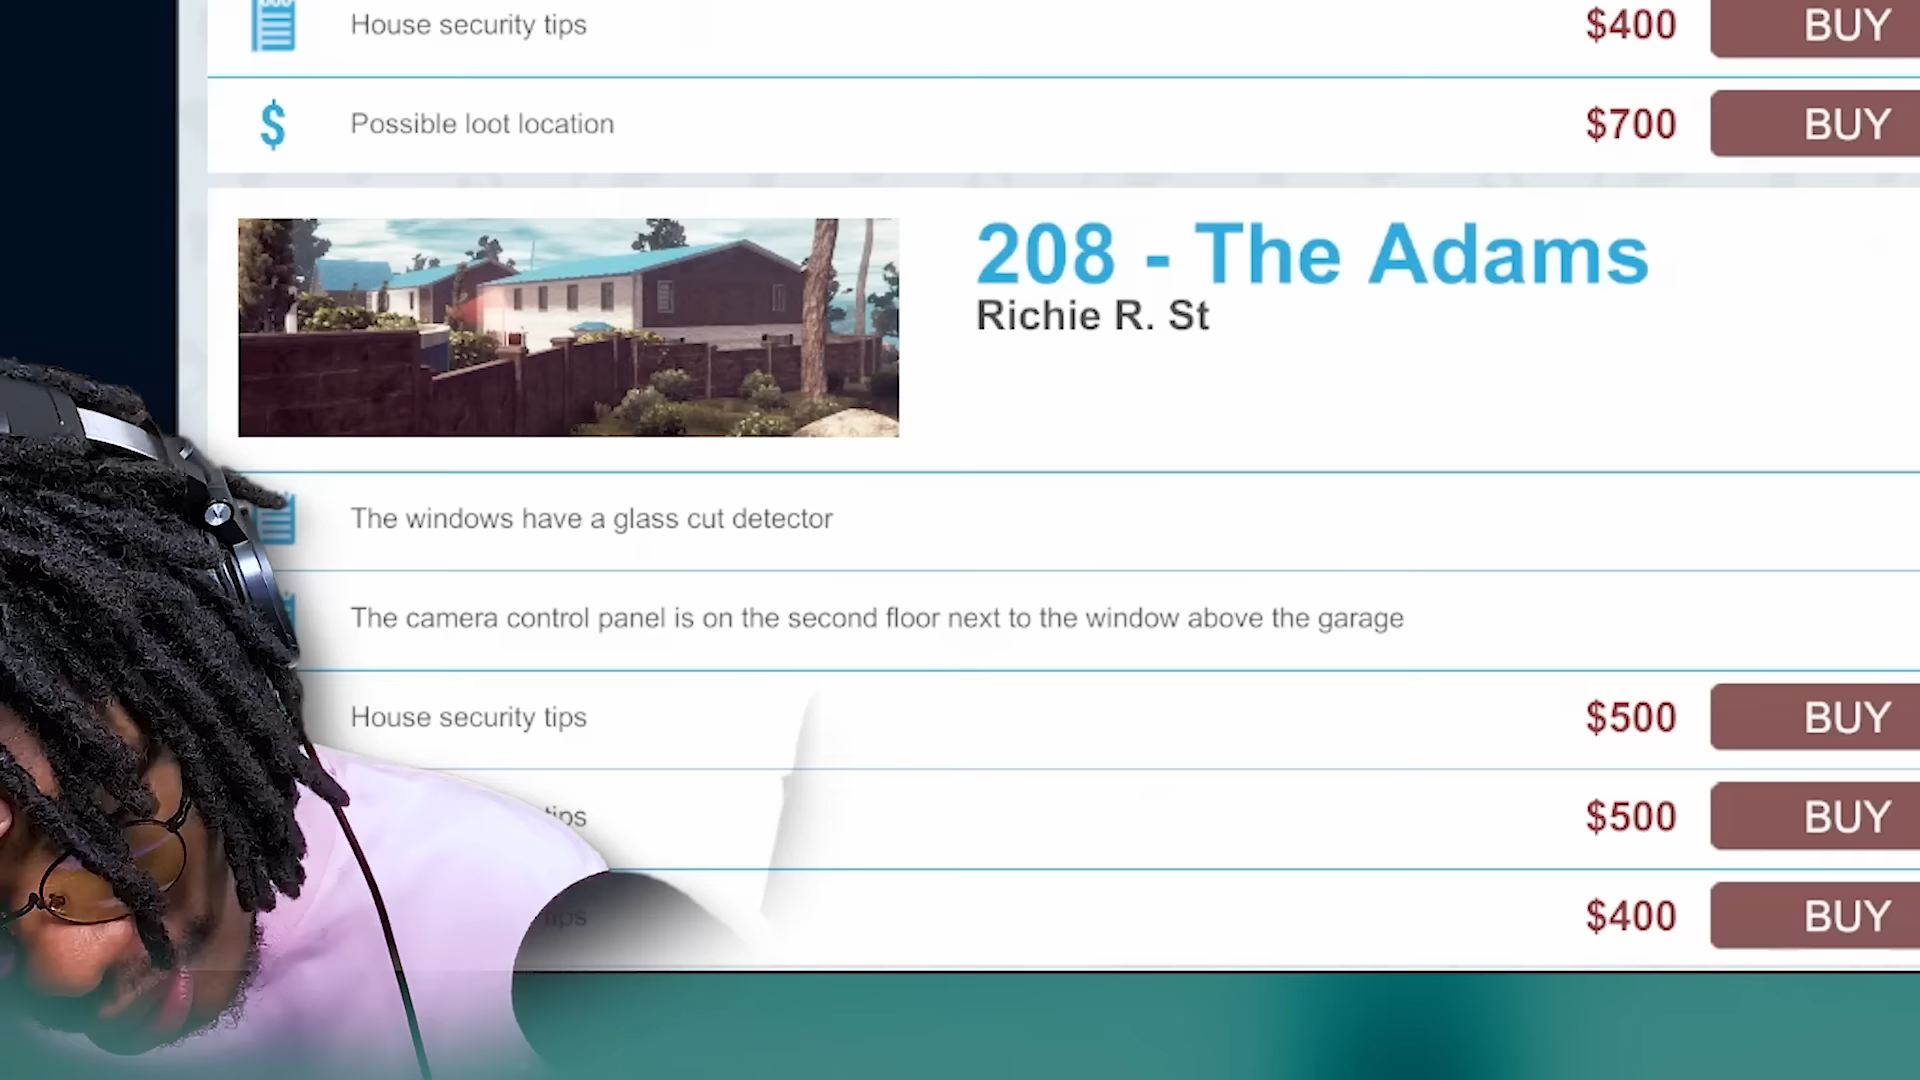 House security tips $400 BUY
$ Possible loot location $700 BUY
208 - The Adams
Richie R. St
The windows have a glass cut detector
The camera control panel is on the second floor next to the window above the garage
House security tips $500 BUY
tips $500 BUY
tips $400 BUY